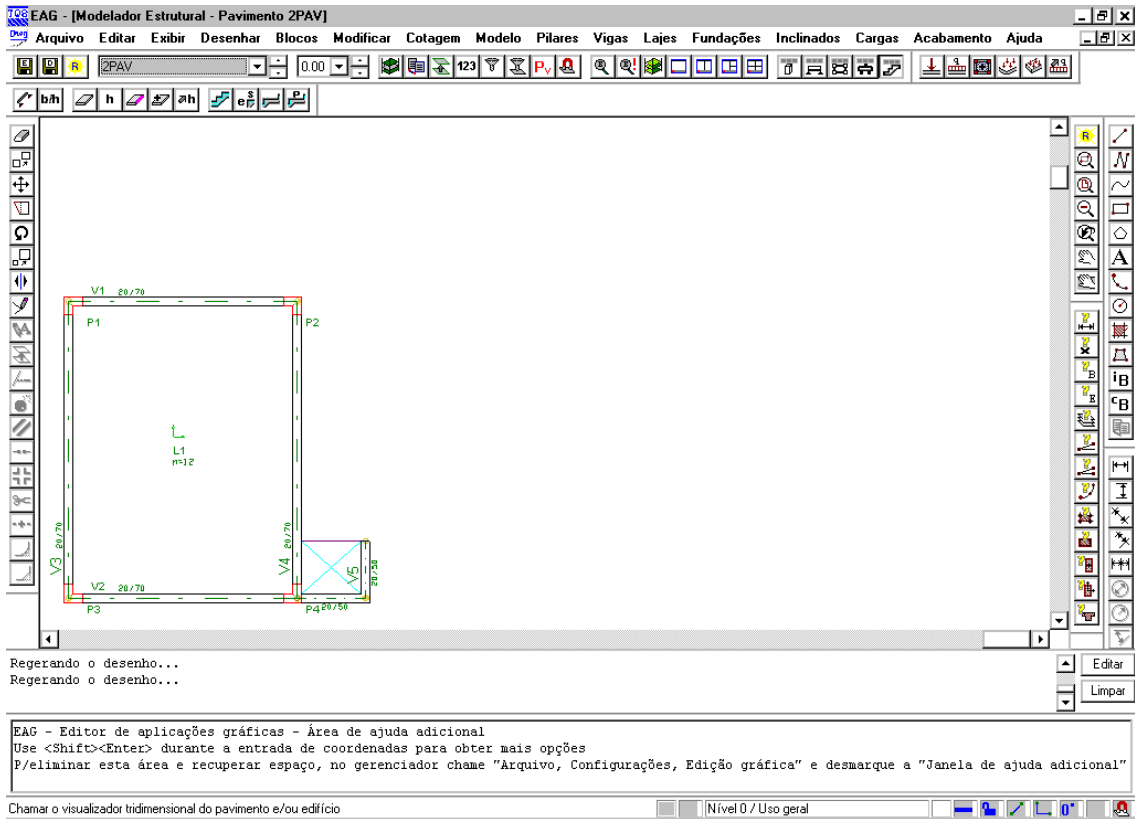 TQS EAG - [Modelador Estrutural - Pavimento 2PAV]
Arquivo Editar Exibir Desenhar Blocos Modificar Cotagem Modelo Pilares Vigas Lajes Fundações Inclinados Cargas Acabamento Ajuda
2PAV 0.00 123 Pv
b/h h
R
A
iB
cB
V1 20/70
P1 P2
L1
h=12
V3 20/70
V4 20/70
V5 20/50
V2 20/70
P3 P4 20/50
Regerando o desenho...
Regerando o desenho...
Editar
Limpar
EAG - Editor de aplicações gráficas - Área de ajuda adicional
Use <Shift><Enter> durante a entrada de coordenadas para obter mais opções
P/eliminar esta área e recuperar espaço, no gerenciador chame "Arquivo, Configurações, Edição gráfica" e desmarque a "Janela de ajuda adicional"
Chamar o visualizador tridimensional do pavimento e/ou edifício
Nível 0 / Uso geral
0°